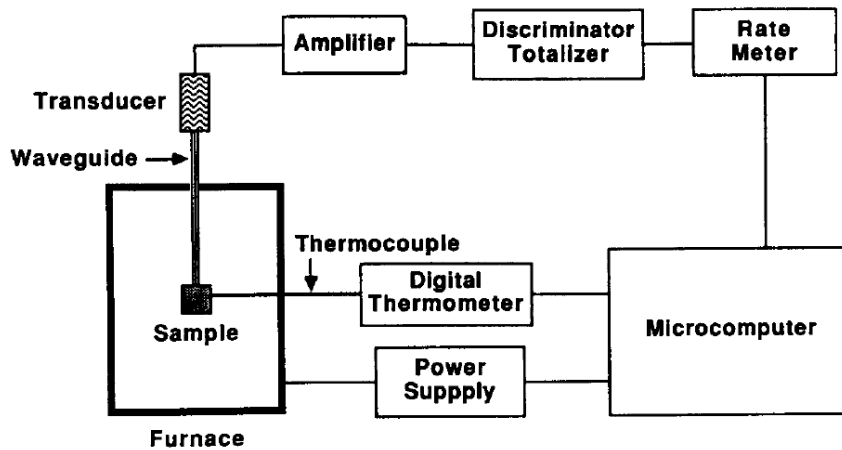 Amplifier
Discriminator
Totalizer
Rate
Meter
Transducer
Waveguide
Thermocouple
Digital
Thermometer
Sample
Microcomputer
Power
Suppply
Furnace